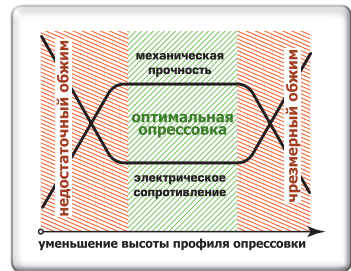 механическая
прочность
недостаточный обжим
оптимальная
опрессовка
чрезмерный обжим
электрическое
сопротивление
уменьшение высоты профиля опрессовки